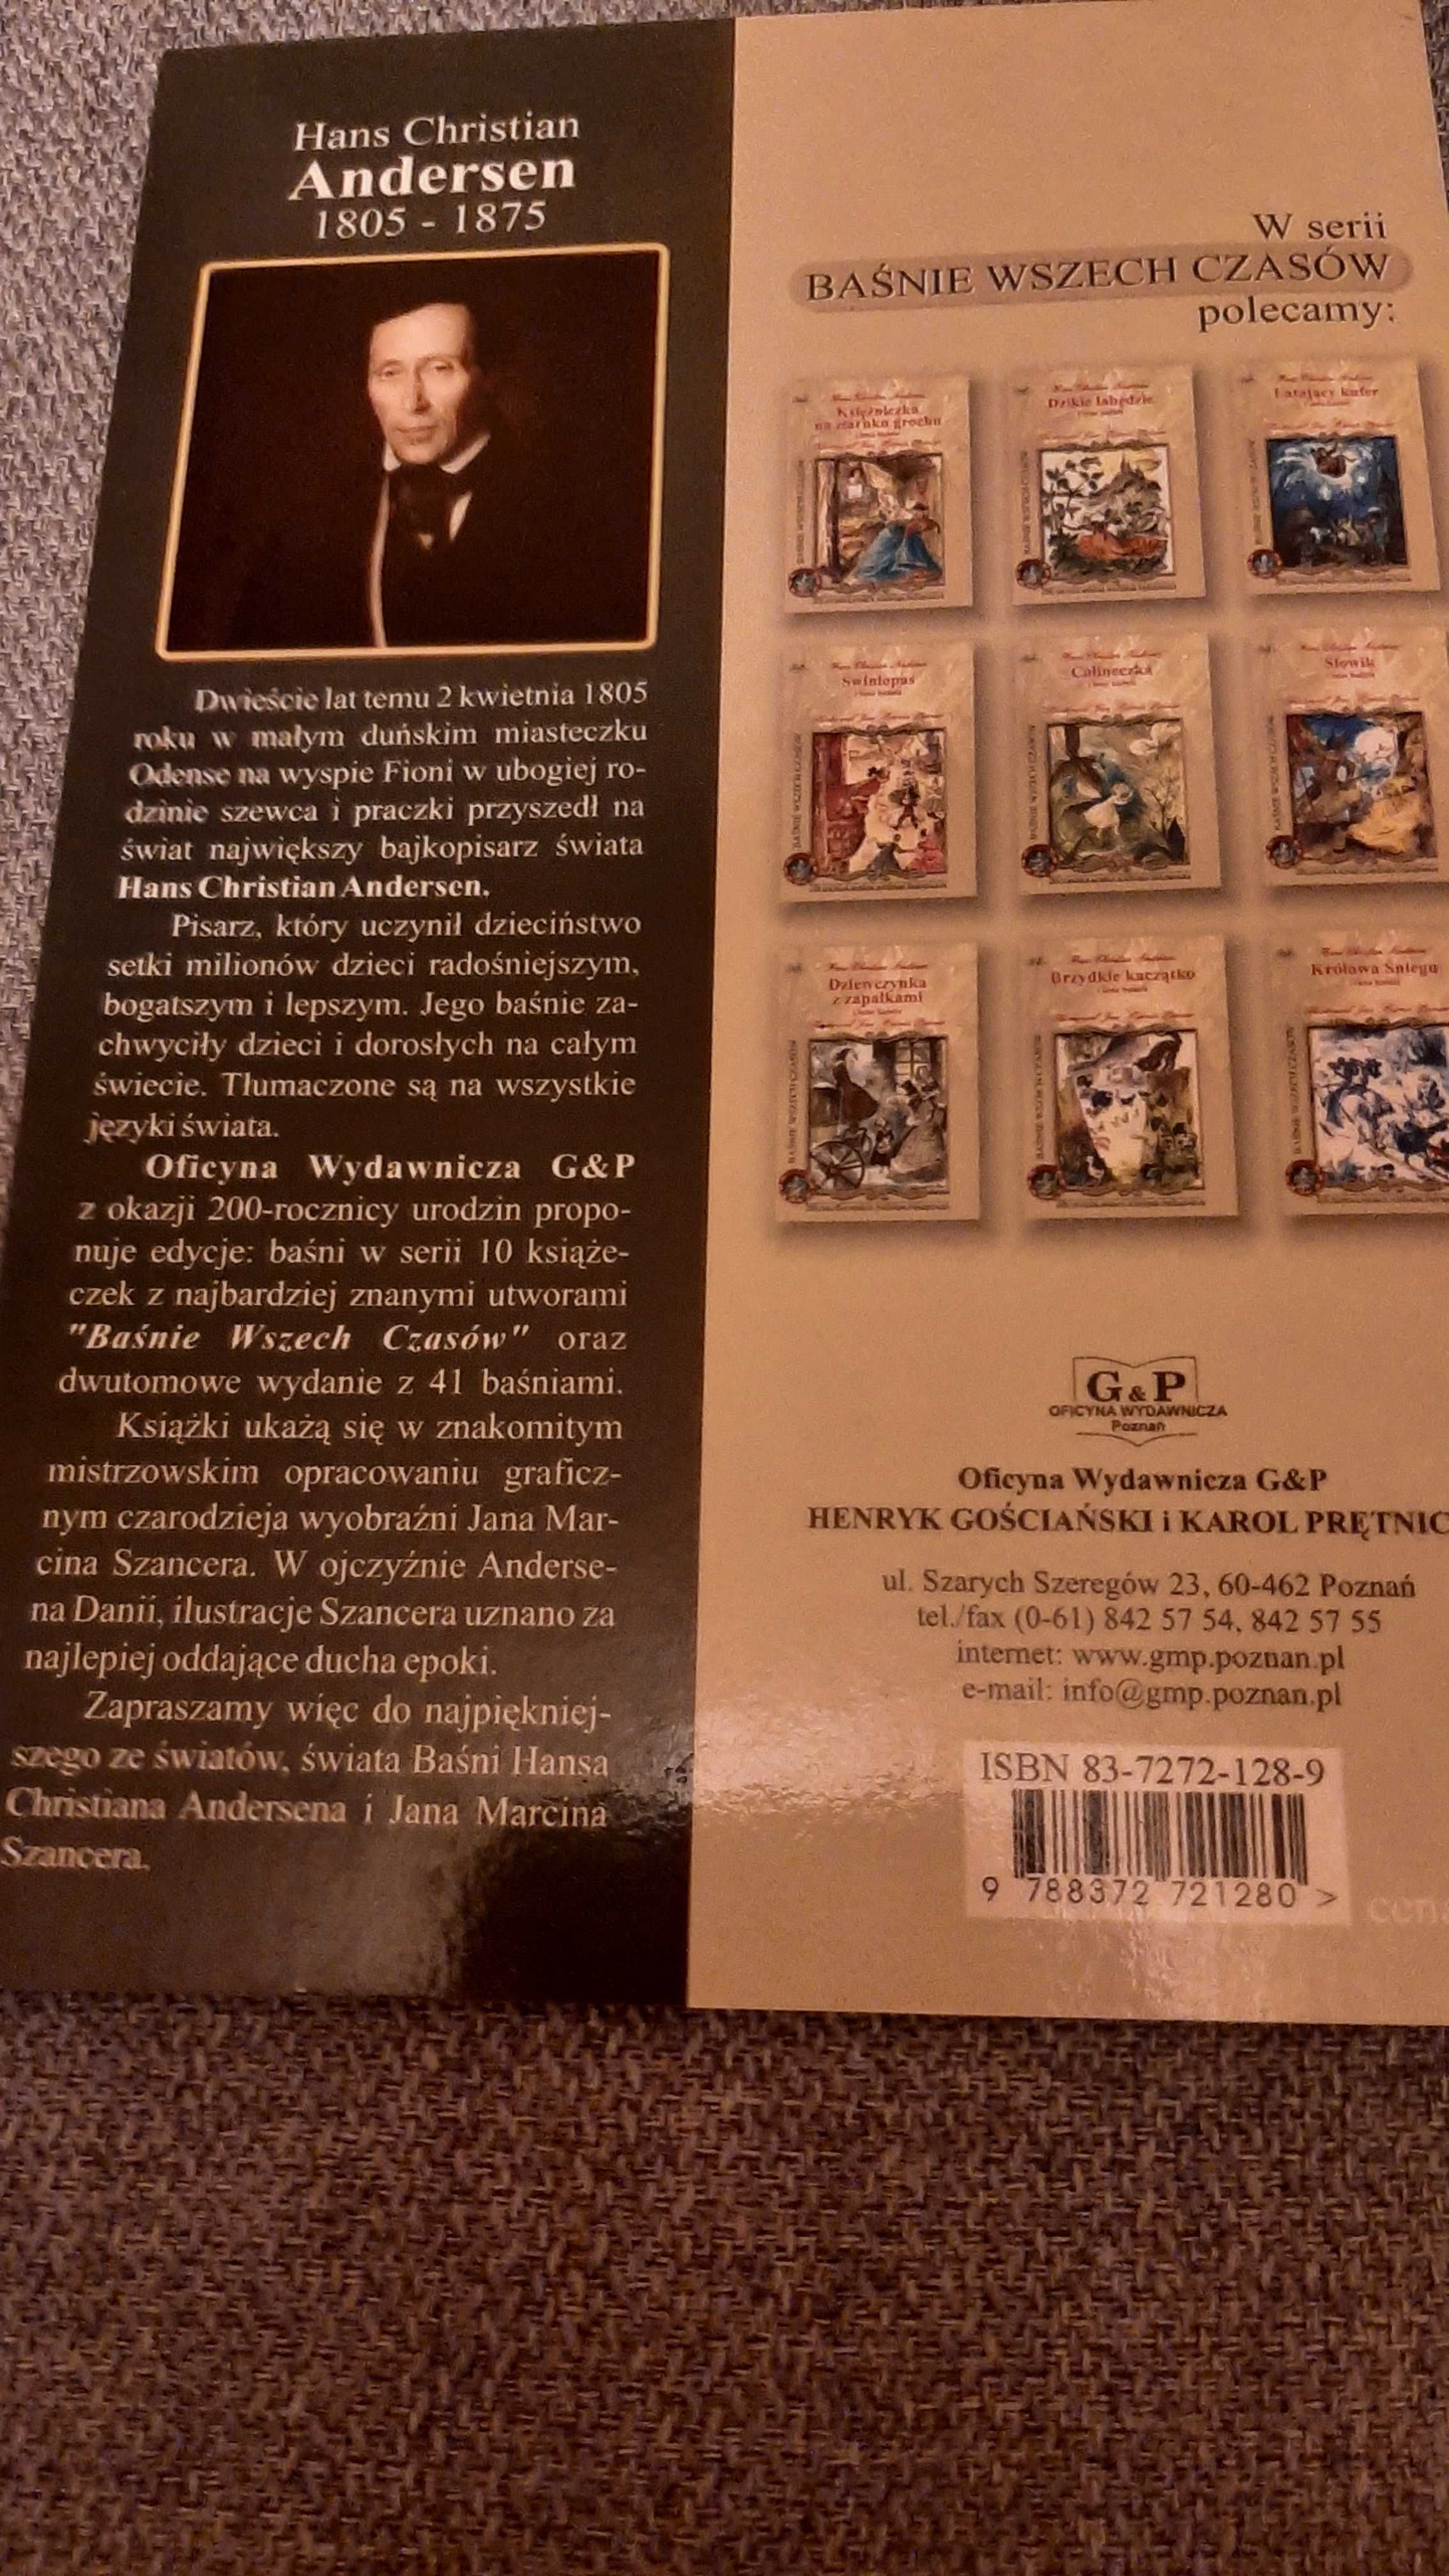 Hans Christian
Andersen
1805 - 1875
Dwieście lat temu 2 kwietnia 1805
roku w małym duńskim miasteczku
Odense na wyspie Fioni w ubogiej ro-
dzinie szewca i praczki przyszedł na
świat największy bajkopisarz świata
Hans Christian Andersen.
Pisarz, który uczynił dzieciństwo
setki milionów dzieci radośniejszym,
bogatszym i lepszym. Jego baśnie za-
chwyciły dzieci i dorosłych na całym
świecie. Tłumaczone są na wszystkie
języki świata.
Oficyna Wydawnicza G&P
z okazji 200-rocznicy urodzin propo-
nuje edycje: baśni w serii 10 książe-
czek z najbardziej znanymi utworami
"Baśnie Wszech Czasów" oraz
dwutomowe wydanie z 41 baśniami.
Książki ukażą się w znakomitym
mistrzowskim opracowaniu graficz-
nym czarodzieja wyobraźni Jana Mar-
cina Szancera. W ojczyźnie Anderse-
na Danii, ilustracje Szancera uznano za
najlepiej oddające ducha epoki.
Zapraszamy więc do najpiękniej-
szego ze światów, świata Baśni Hansa
Christiana Andersena i Jana Marcina
Szancera.
W serii
BAŚNIE WSZECH CZASÓW
polecamy:
Księżniczka
na ziarnku grochu
Dzikie łabędzie
Latający kufer
Świniopas
Calineczka
Słowik
Dziewczynka
z zapałkami
Brzydkie kaczątko
Królowa Śniegu
G&P
OFICYNA WYDAWNICZA
Poznań
Oficyna Wydawnicza G&P
HENRYK GOŚCIAŃSKI i KAROL PRĘTNIC
ul. Szarych Szeregów 23, 60-462 Poznań
tel./fax (0-61) 842 57 54, 842 57 55
internet: www.gmp.poznan.pl
e-mail: info@gmp.poznan.pl
ISBN 83-7272-128-9
9 788372 721280 >
cena